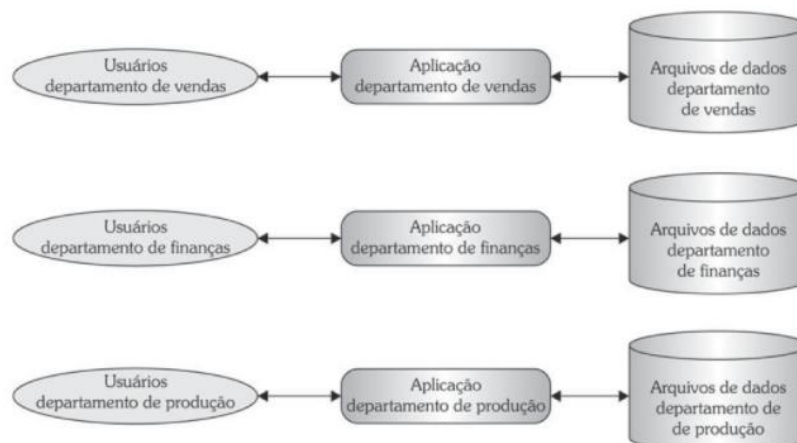 Usuários
departamento de vendas
Aplicação
departamento de vendas
Arquivos de dados
departamento
de vendas
Usuários
departamento de finanças
Aplicação
departamento de finanças
Arquivos de dados
departamento
de finanças
Usuários
departamento de produção
Aplicação
departamento de produção
Arquivos de dados
departamento de
de produção